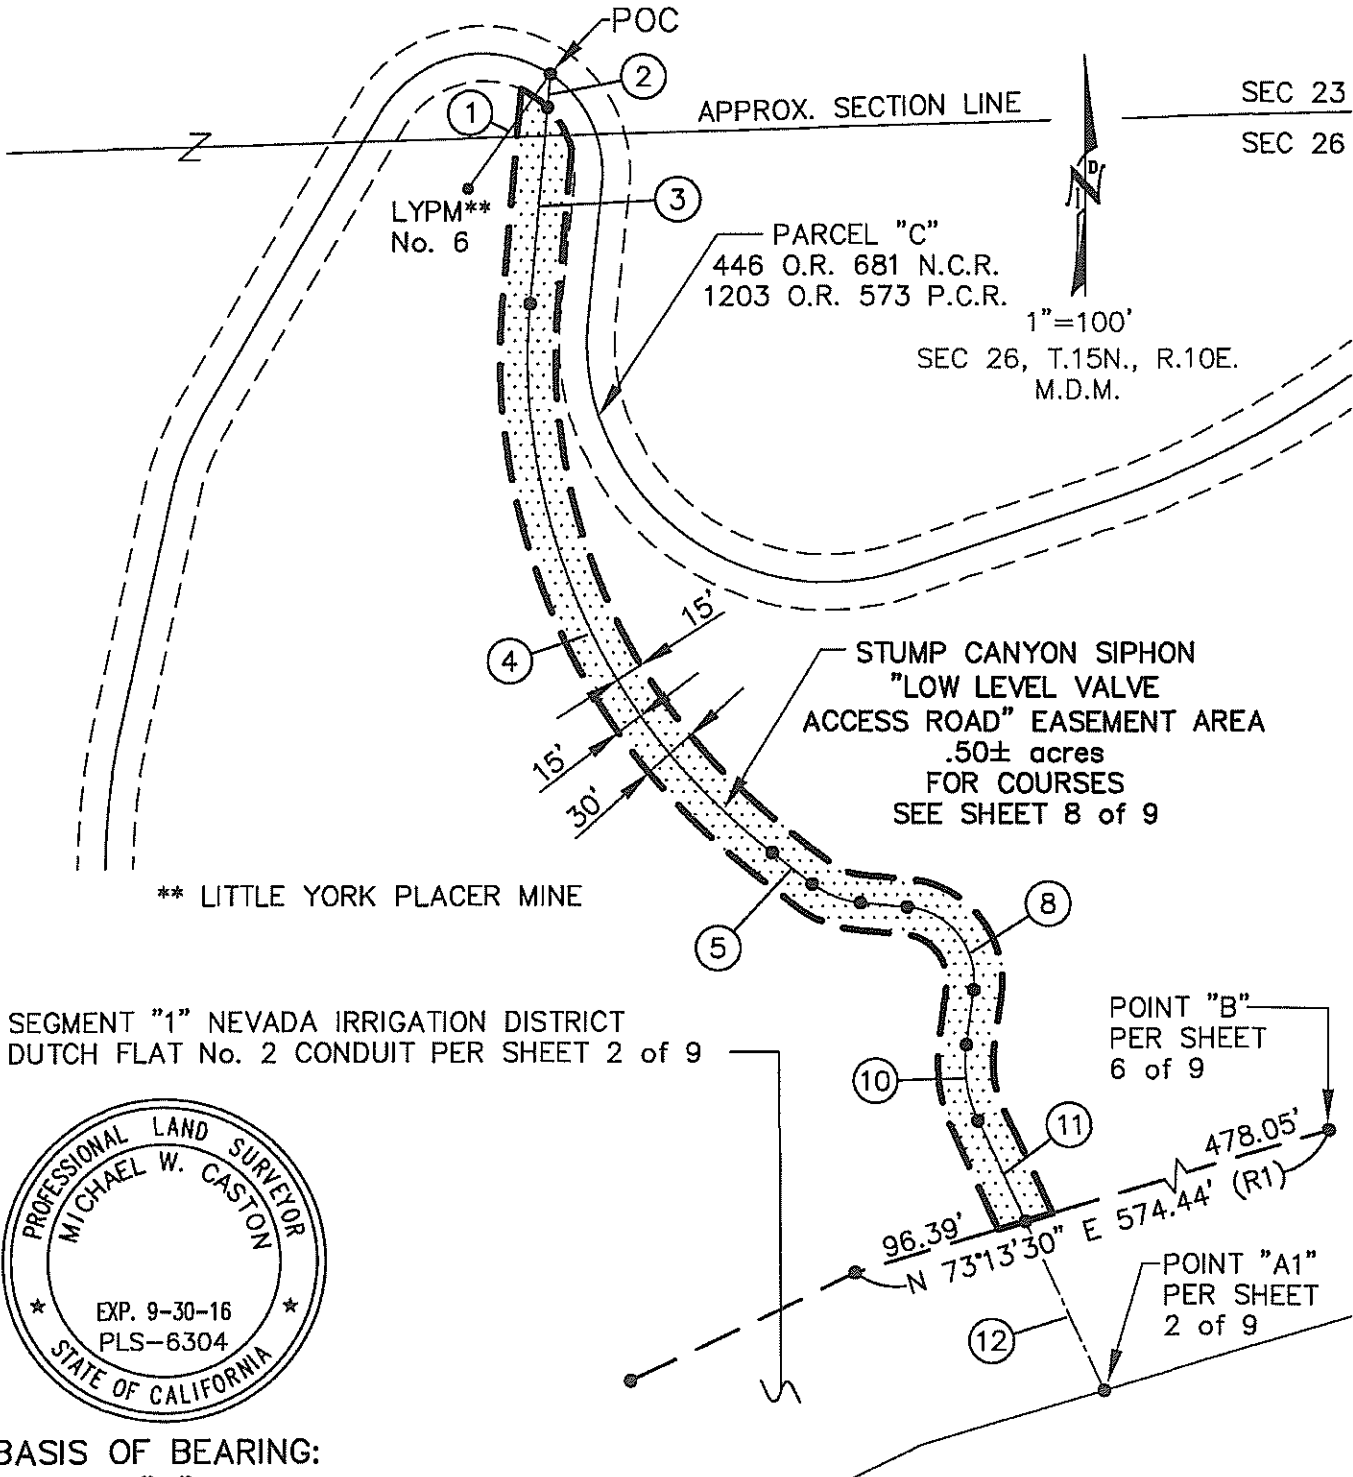 POC
2
APPROX. SECTION LINE
SEC 23
SEC 26
1
LYPM**
No. 6
3
PARCEL "C"
446 O.R. 681 N.C.R.
1203 O.R. 573 P.C.R.
1"=100'
SEC 26, T.15N., R.10E.
M.D.M.
15'
4
STUMP CANYON SIPHON
"LOW LEVEL VALVE
ACCESS ROAD" EASEMENT AREA
.50± acres
FOR COURSES
SEE SHEET 8 of 9
15'
30'
** LITTLE YORK PLACER MINE
5
8
SEGMENT "1" NEVADA IRRIGATION DISTRICT
DUTCH FLAT No. 2 CONDUIT PER SHEET 2 of 9
POINT "B"
PER SHEET
6 of 9
10
11
478.05'
96.39'
N 73°13'30" E 574.44' (R1)
POINT "A1"
PER SHEET
2 of 9
12
PROFESSIONAL LAND SURVEYOR
MICHAEL W. CASTON
EXP. 9-30-16
PLS-6304
STATE OF CALIFORNIA
BASIS OF BEARING: